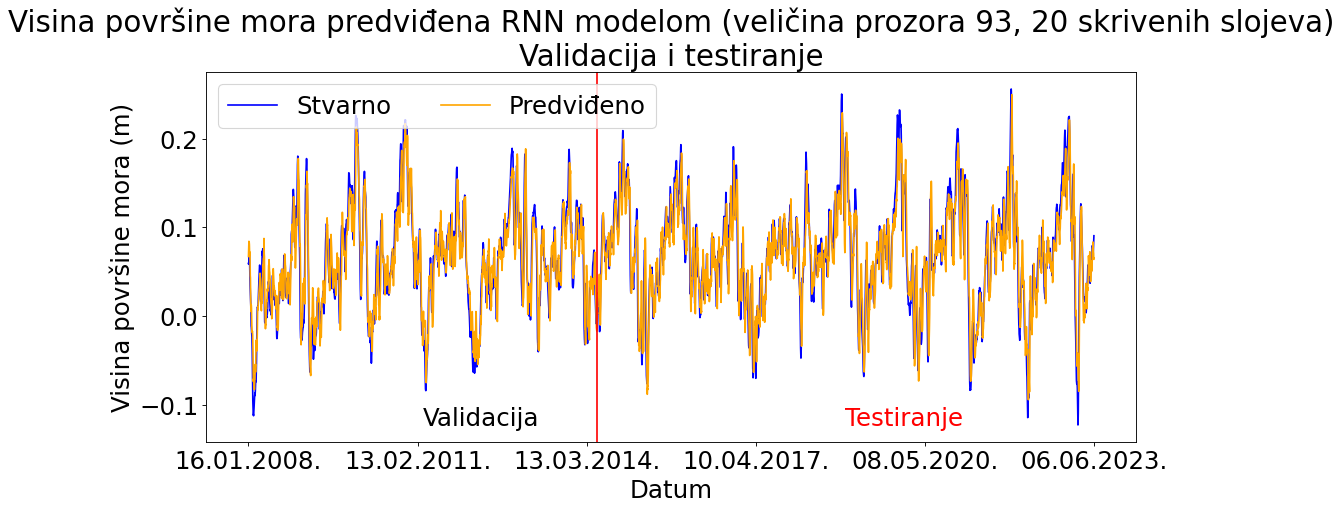 Visina površine mora predviđena RNN modelom (veličina prozora 93, 20 skrivenih slojeva)
Validacija i testiranje
Stvarno
Predviđeno
Visina površine mora (m)
0.2
0.1
0.0
−0.1
Validacija
Testiranje
16.01.2008.
13.02.2011.
13.03.2014.
10.04.2017.
08.05.2020.
06.06.2023.
Datum